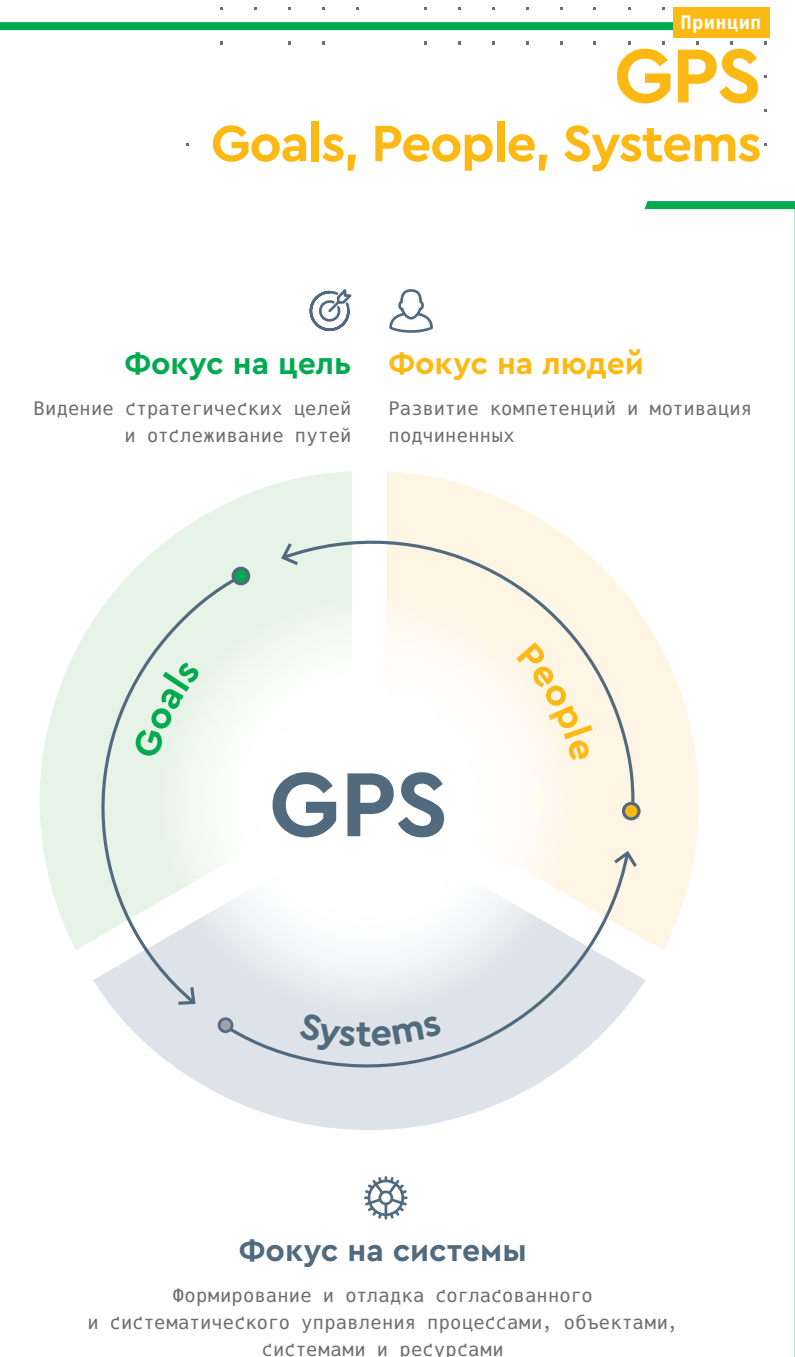 Принцип
GPS
Goals, People, Systems
Фокус на цель
Видение стратегических целей
и отслеживание путей
Фокус на людей
Развитие компетенций и мотивация
подчиненных
Goals
People
GPS
Systems
Фокус на системы
Формирование и отладка согласованного
и систематического управления процессами, объектами,
системами и ресурсами